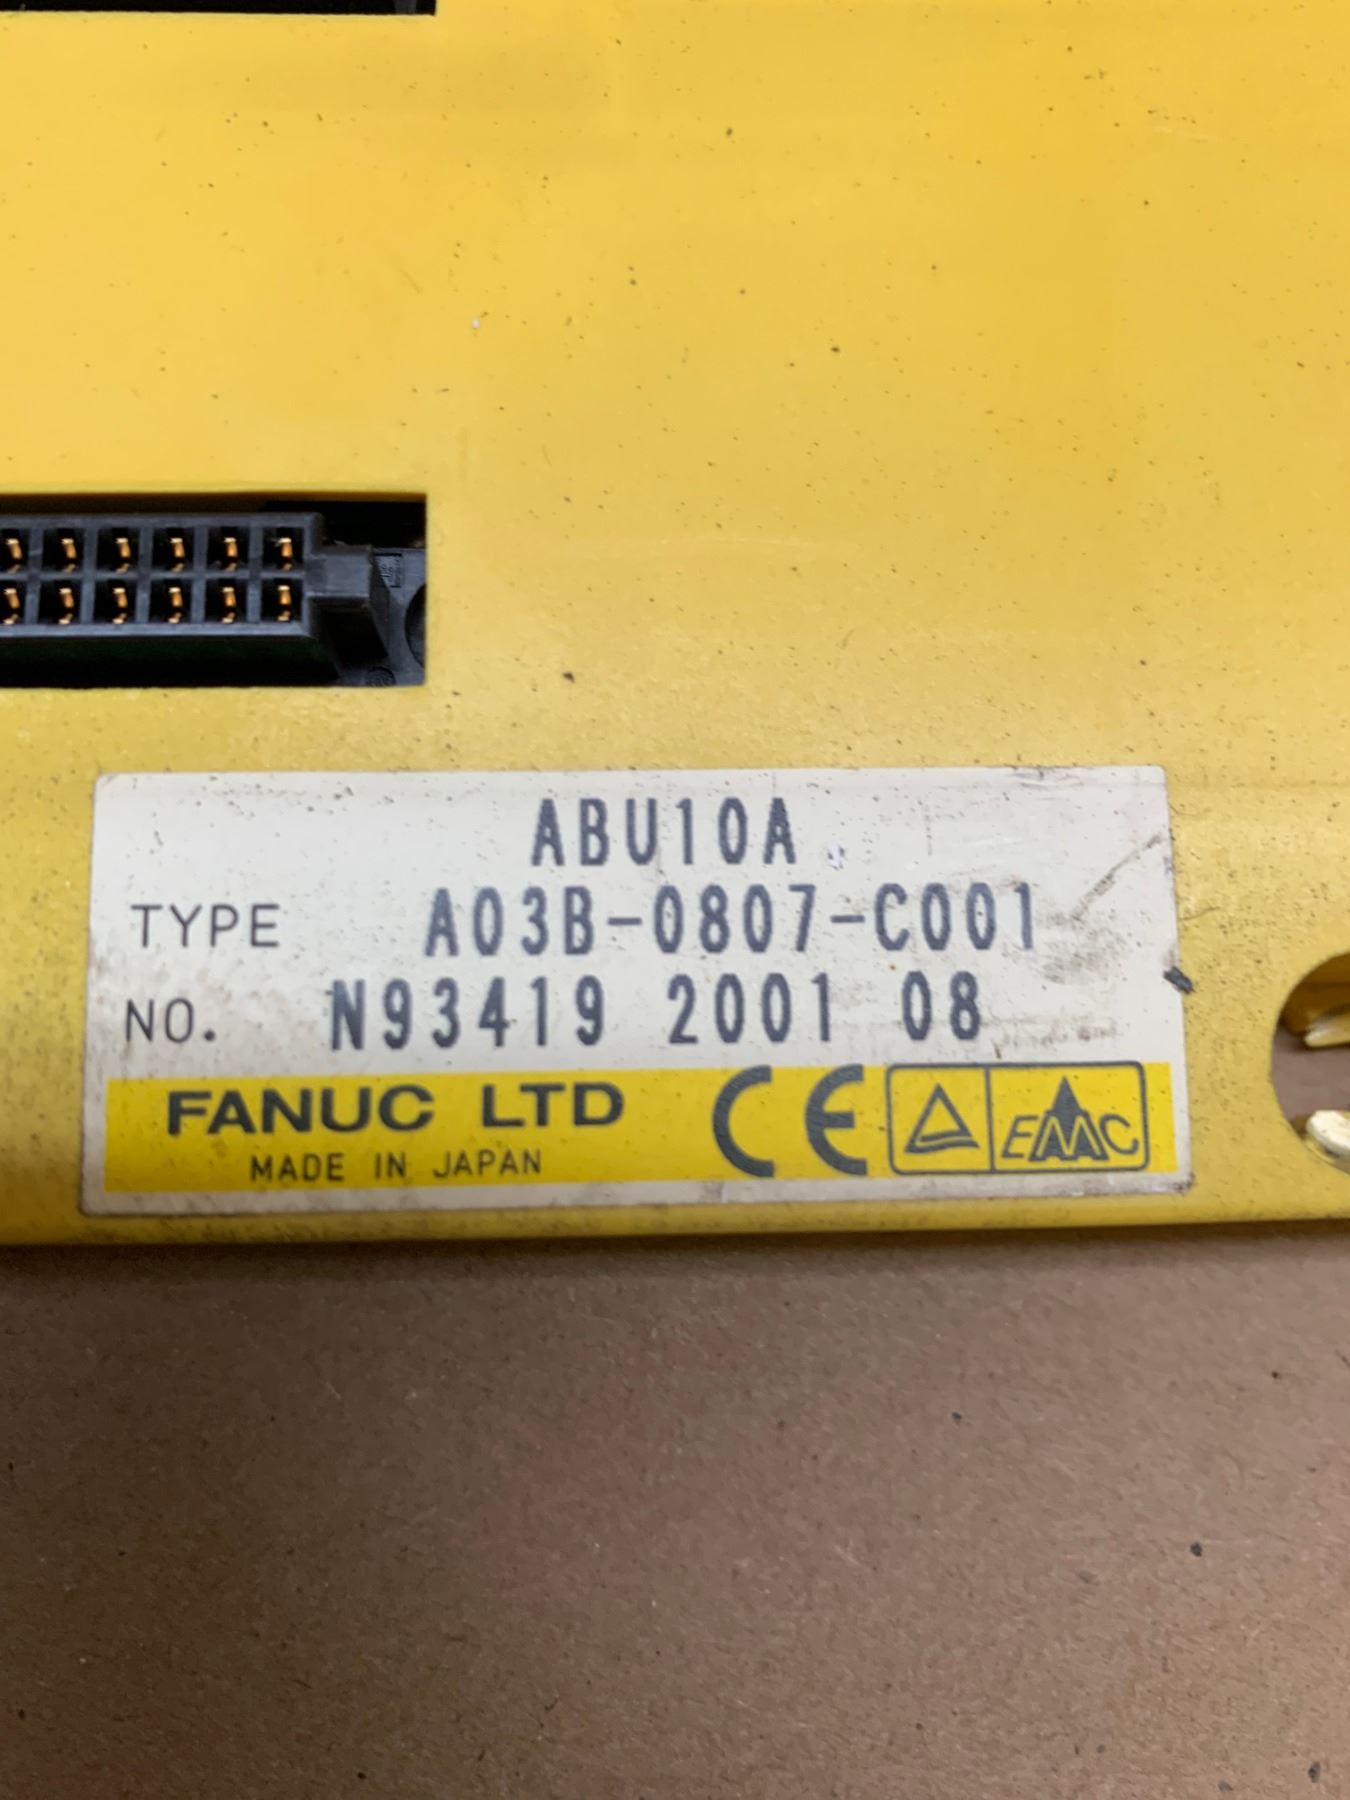 ABU10A
TYPE A03B-0807-C001
NO. N93419 2001 08
FANUC LTD CE EMC
MADE IN JAPAN